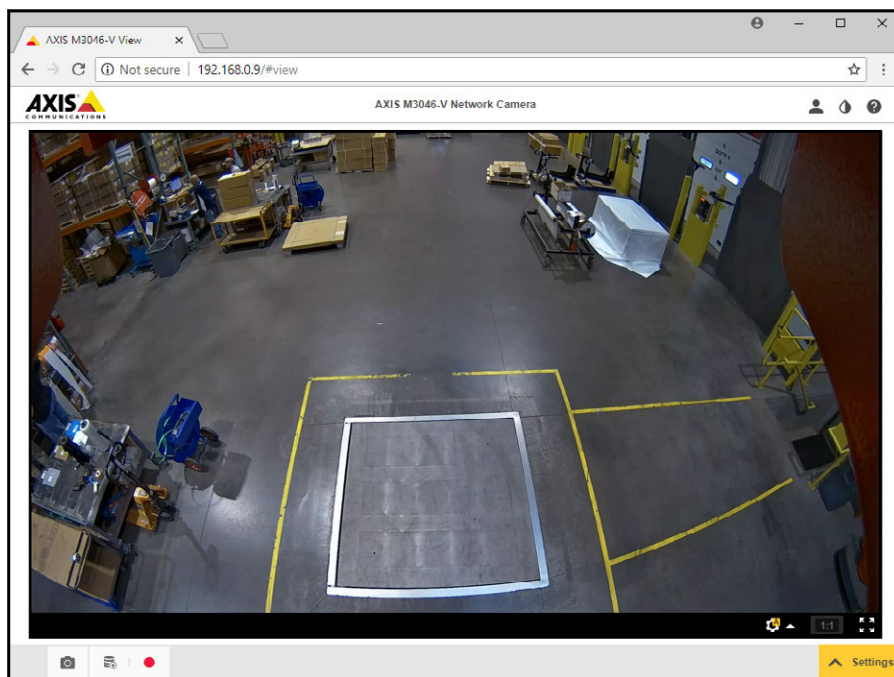 AXIS M3046-V View
Not secure | 192.168.0.9/#view
AXIS
COMMUNICATIONS
AXIS M3046-V Network Camera
1:1
Settings